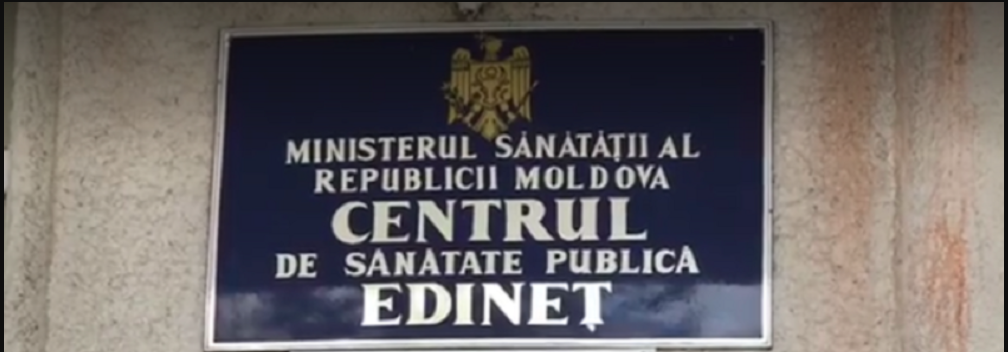 MINISTERUL SĂNĂTĂȚII AL
REPUBLICII MOLDOVA
CENTRUL
DE SĂNĂTATE PUBLICĂ
EDINEȚ